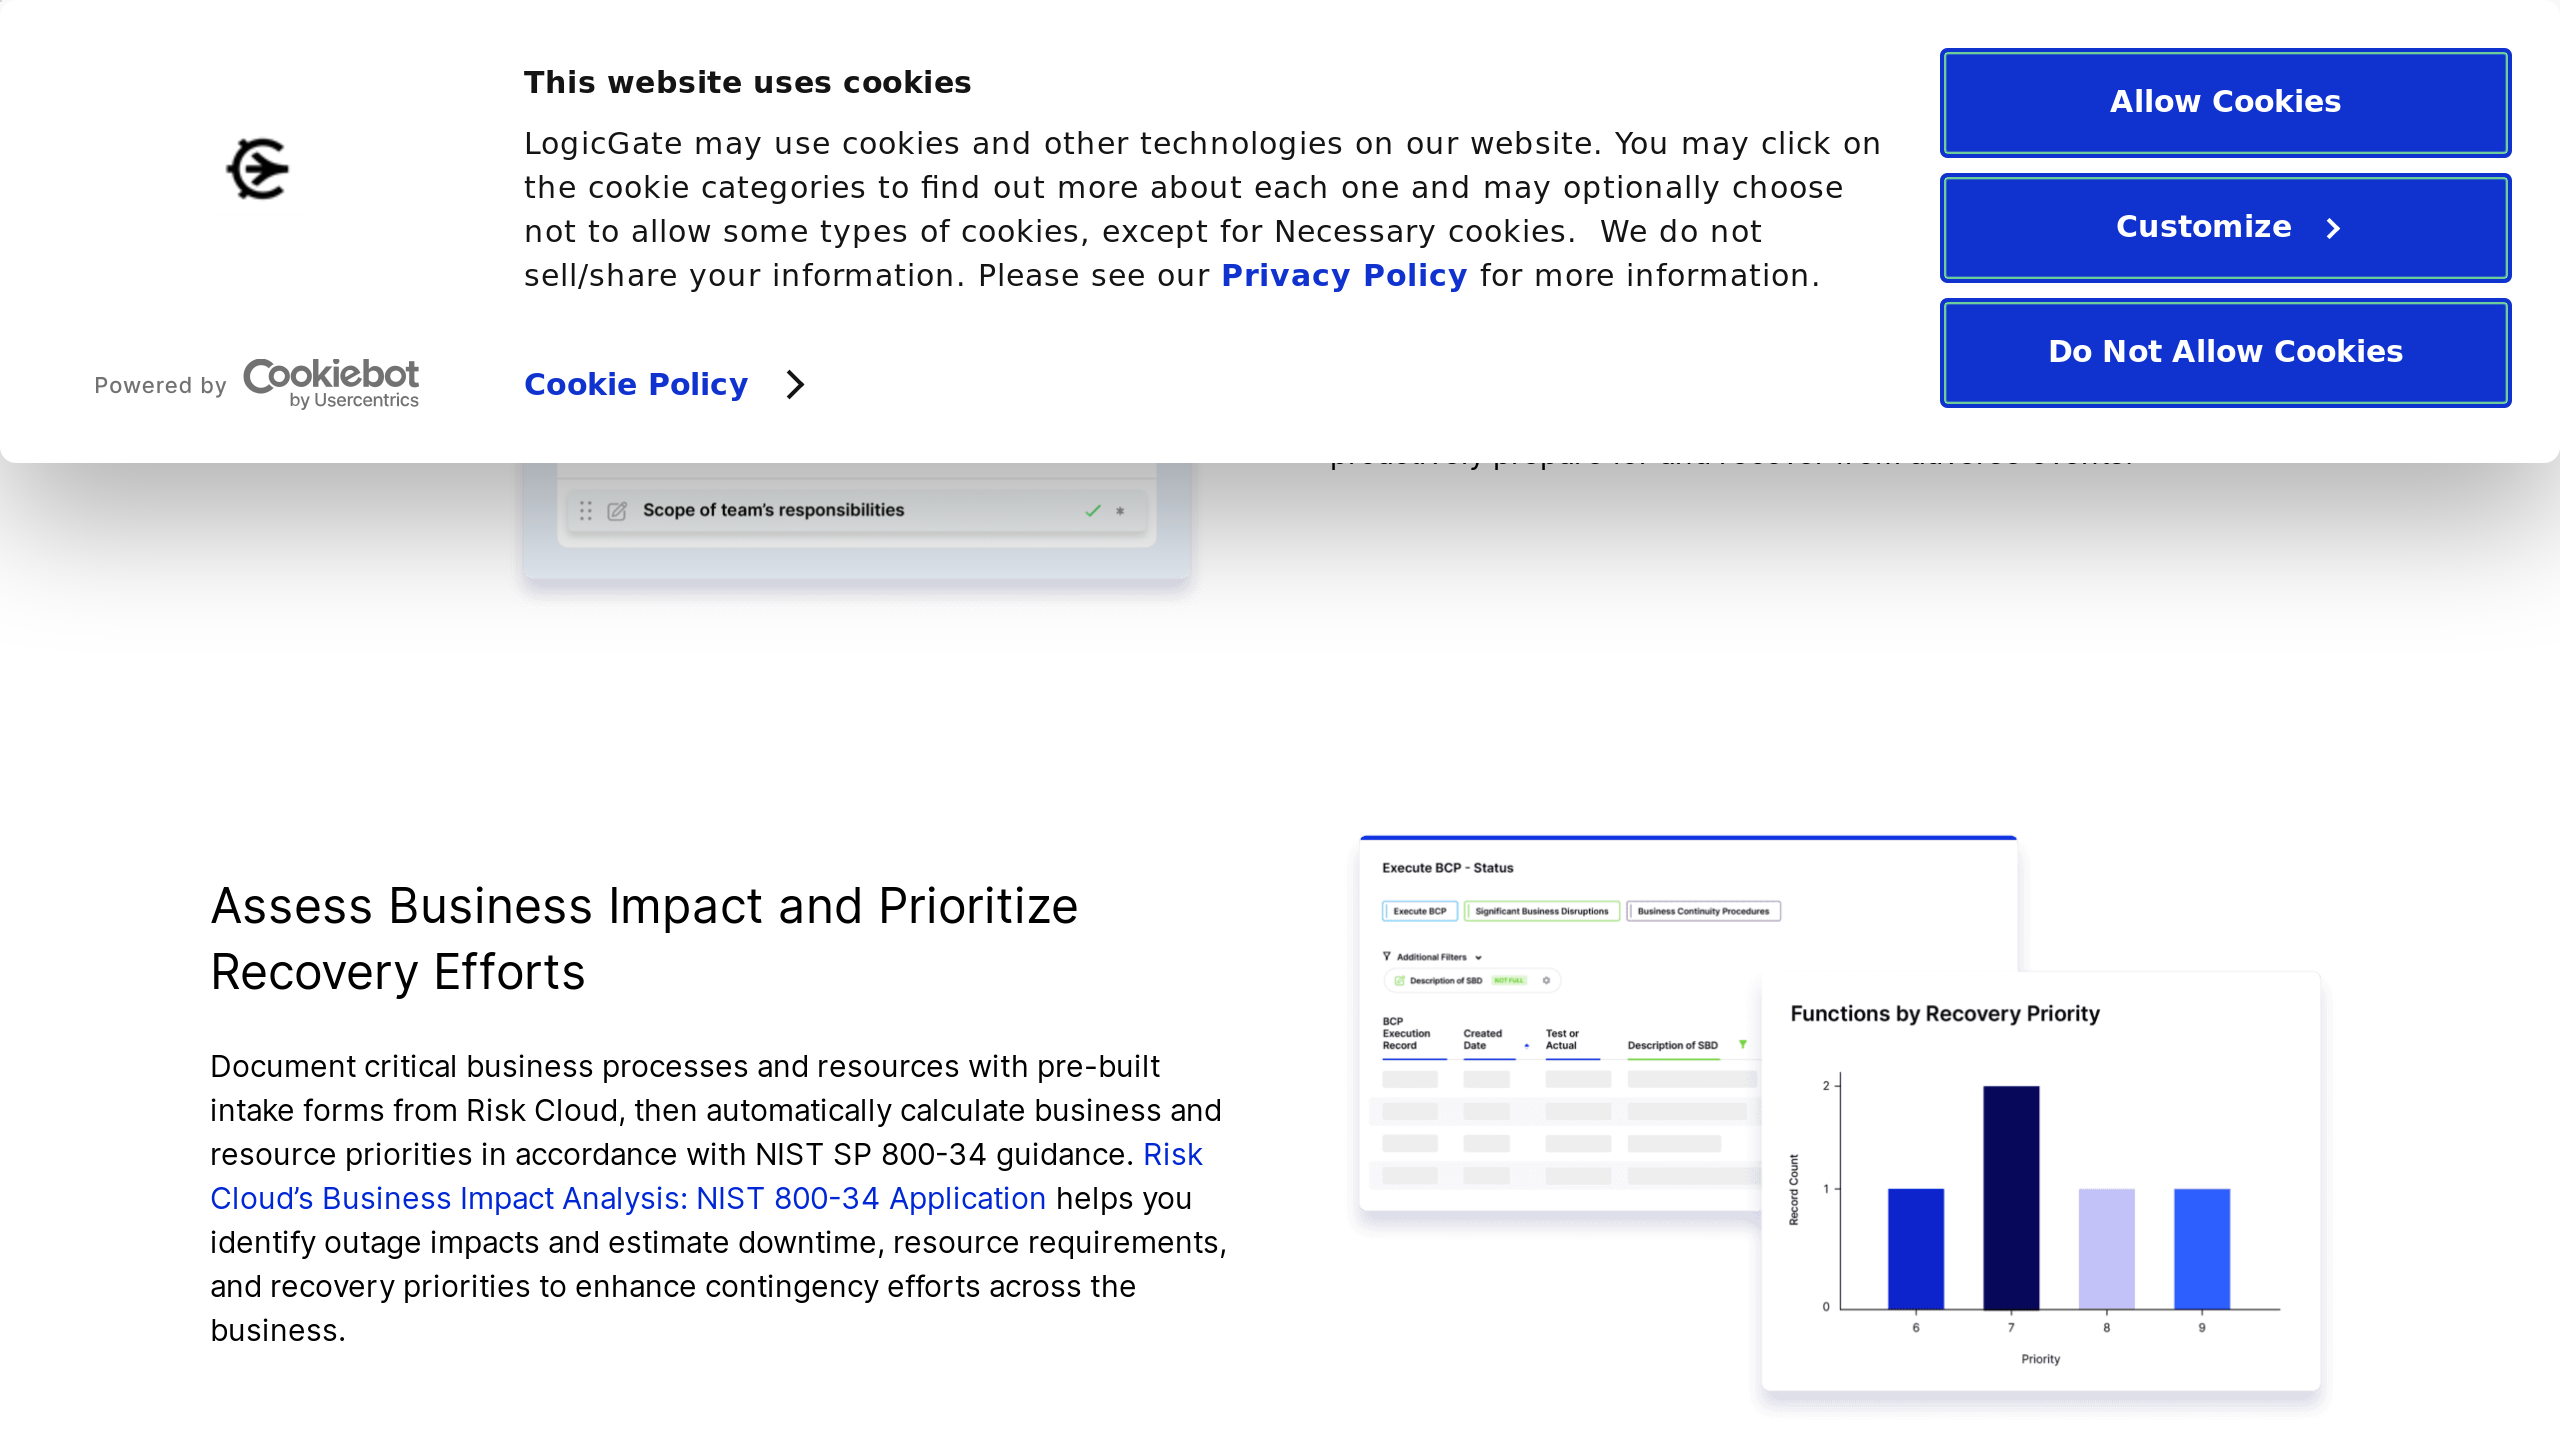 This website uses cookies
LogicGate may use cookies and other technologies on our website. You may click on
the cookie categories to find out more about each one and may optionally choose
not to allow some types of cookies, except for Necessary cookies.  We do not
sell/share your information. Please see our Privacy Policy for more information.
Powered by Cookiebot
by Usercentrics
Cookie Policy
Allow Cookies
Customize
Do Not Allow Cookies
Scope of team's responsibilities
Assess Business Impact and Prioritize
Recovery Efforts
Document critical business processes and resources with pre-built
intake forms from Risk Cloud, then automatically calculate business and
resource priorities in accordance with NIST SP 800-34 guidance. Risk
Cloud’s Business Impact Analysis: NIST 800-34 Application helps you
identify outage impacts and estimate downtime, resource requirements,
and recovery priorities to enhance contingency efforts across the
business.
Execute BCP - Status
Execute BCP Significant Business Disruptions Business Continuity Procedures
Additional Filters
Description of SBD NOT FULL
BCP
Execution
Record
Created
Date
Test or
Actual
Description of SBD
Functions by Recovery Priority
Record Count
2
1
0
6 7 8 9
Priority